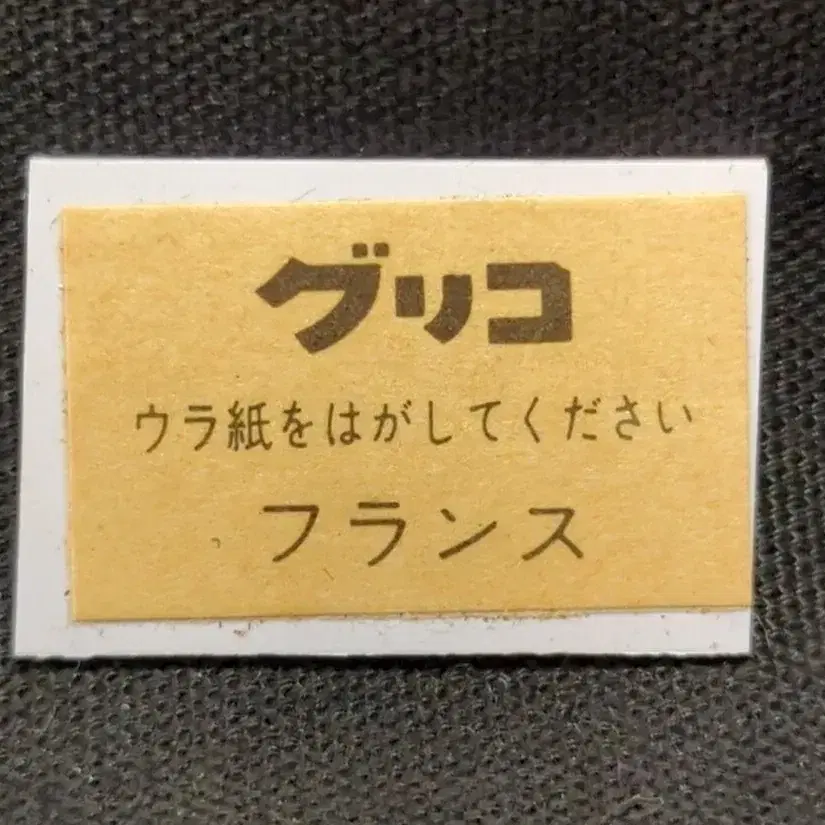 グリコ
ウラ紙をはがしてください
フランス